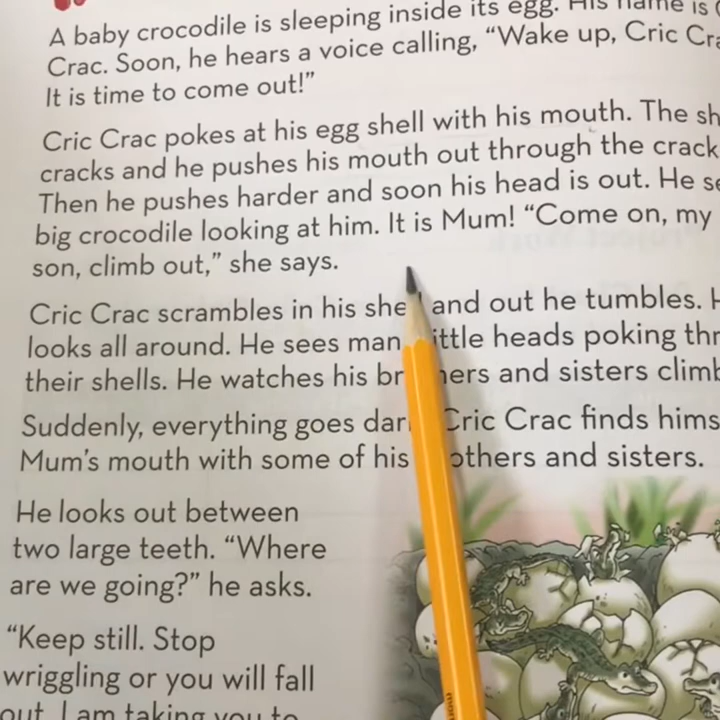 A baby crocodile is sleeping inside its egg. His name is
Crac. Soon, he hears a voice calling, “Wake up, Cric Cra
It is time to come out!”
Cric Crac pokes at his egg shell with his mouth. The sh
cracks and he pushes his mouth out through the crack
Then he pushes harder and soon his head is out. He se
big crocodile looking at him. It is Mum! “Come on, my
son, climb out,” she says.
Cric Crac scrambles in his she and out he tumbles. H
looks all around. He sees man ittle heads poking thr
their shells. He watches his br hers and sisters climb
Suddenly, everything goes dar Cric Crac finds hims
Mum’s mouth with some of his others and sisters.
He looks out between
two large teeth. “Where
are we going?” he asks.
“Keep still. Stop
wriggling or you will fall
out. I am taking you to